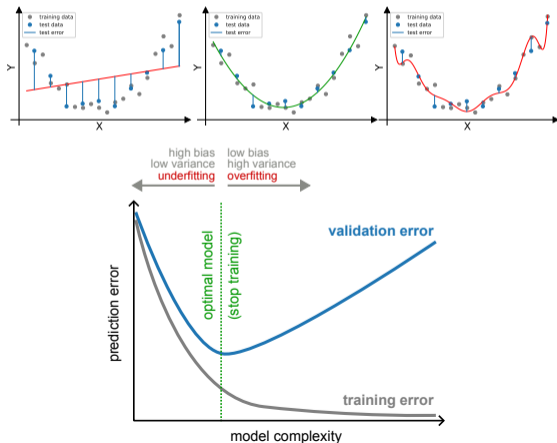 training data
test data
test error
Y
X
training data
test data
test error
Y
X
training data
test data
test error
Y
X
high bias
low variance
underfitting
low bias
high variance
overfitting
optimal model
(stop training)
validation error
training error
prediction error
model complexity